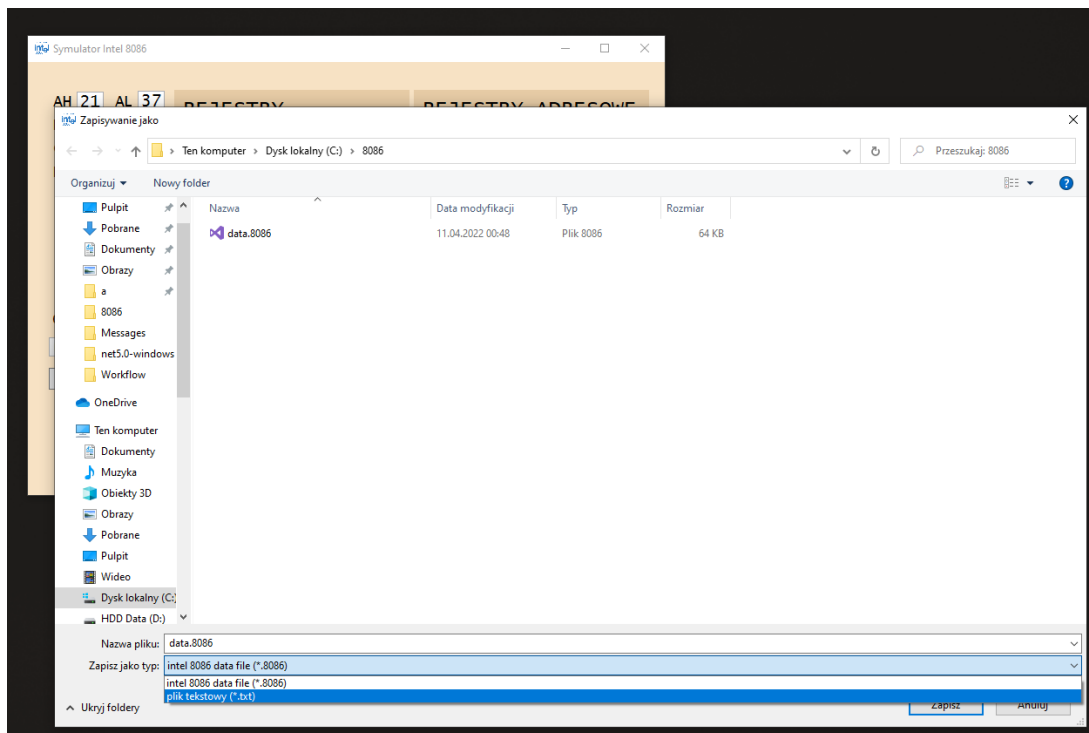 Symulator Intel 8086
AH 21 AL 37 REJESTRY REJESTRY ADRESOWE
Zapisywanie jako
Ten komputer > Dysk lokalny (C:) > 8086
Przeszukaj: 8086
Organizuj Nowy folder
Nazwa Data modyfikacji Typ Rozmiar
data.8086 11.04.2022 00:48 Plik 8086 64 KB
Pulpit
Pobrane
Dokumenty
Obrazy
a
8086
Messages
net5.0-windows
Workflow
OneDrive
Ten komputer
Dokumenty
Muzyka
Obiekty 3D
Obrazy
Pobrane
Pulpit
Wideo
Dysk lokalny (C:)
HDD Data (D:)
Nazwa pliku: data.8086
Zapisz jako typ: intel 8086 data file (*.8086)
intel 8086 data file (*.8086)
plik tekstowy (*.txt)
Ukryj foldery
Zapisz Anuluj